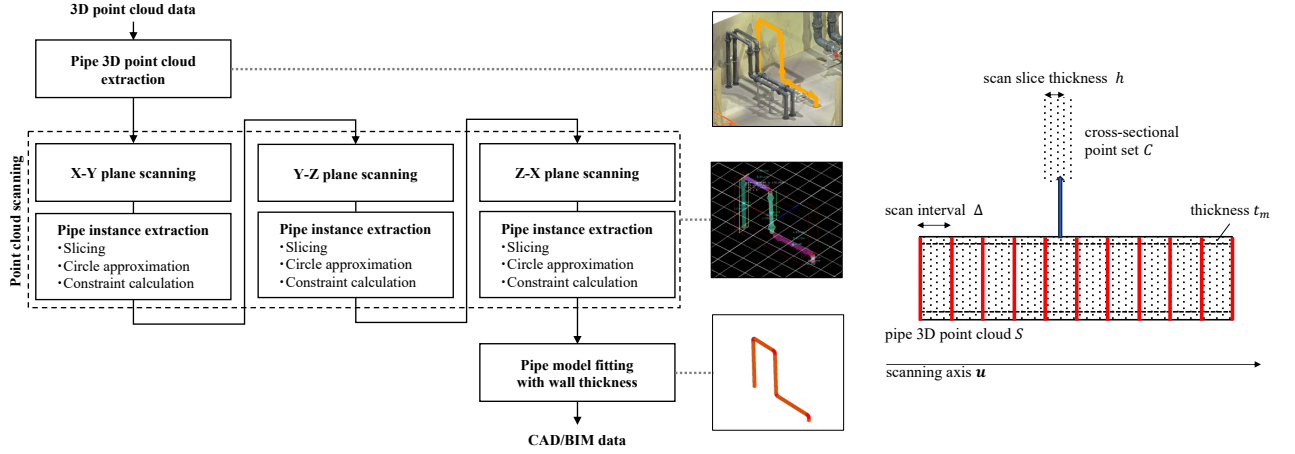 3D point cloud data
Pipe 3D point cloud
extraction
Point cloud scanning
X-Y plane scanning
Pipe instance extraction
・Slicing
・Circle approximation
・Constraint calculation
Y-Z plane scanning
Pipe instance extraction
・Slicing
・Circle approximation
・Constraint calculation
Z-X plane scanning
Pipe instance extraction
・Slicing
・Circle approximation
・Constraint calculation
Pipe model fitting
with wall thickness
CAD/BIM data
scan slice thickness h
cross-sectional
point set C
scan interval Δ
thickness tₘ
pipe 3D point cloud S
scanning axis u